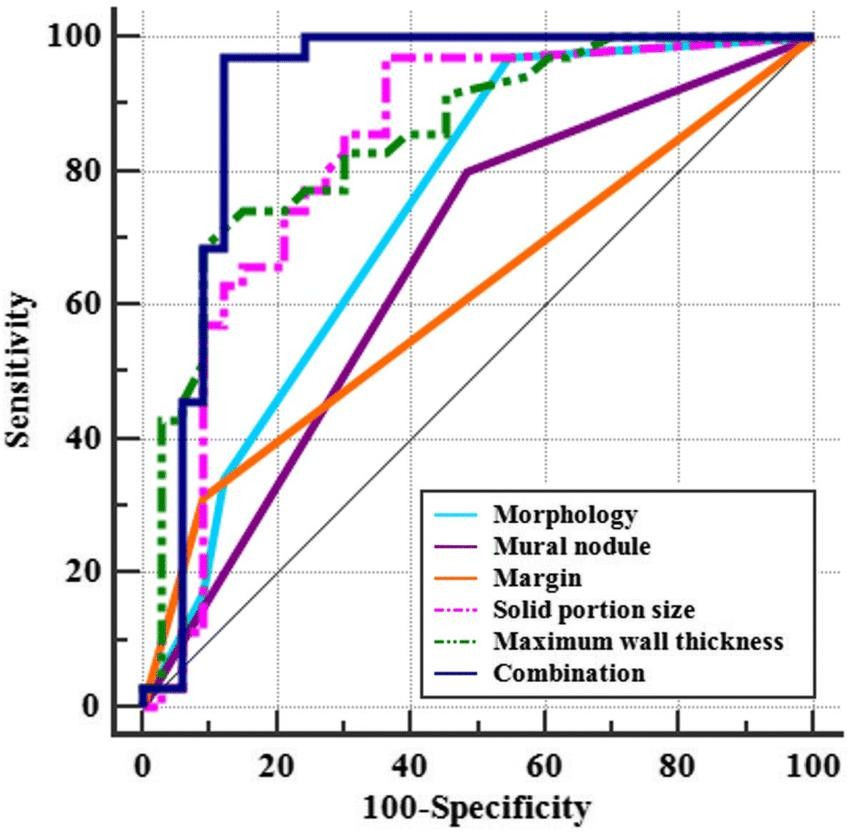 100
80
60
40
20
0
Sensitivity
Morphology
Mural nodule
Margin
Solid portion size
Maximum wall thickness
Combination
0 20 40 60 80 100
100-Specificity